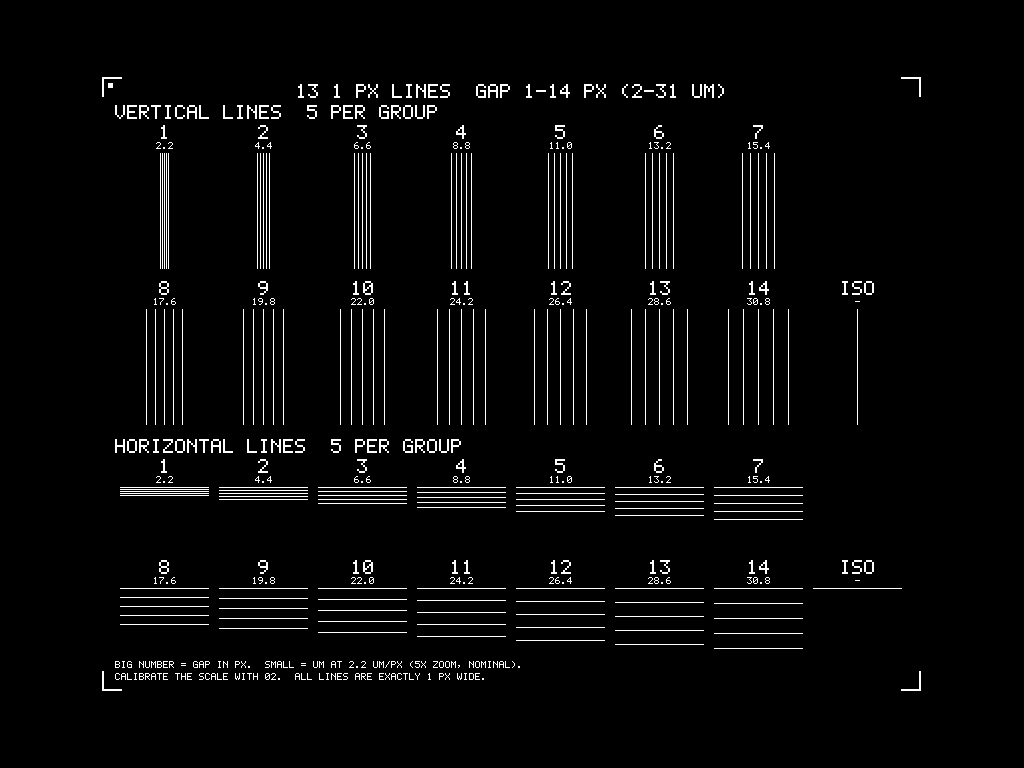 13 1 PX LINES  GAP 1-14 PX (2-31 UM)
VERTICAL LINES  5 PER GROUP
1 2 3 4 5 6 7
2.2 4.4 6.6 8.8 11.0 13.2 15.4
8 9 10 11 12 13 14 ISO
17.6 19.8 22.0 24.2 26.4 28.6 30.8 -
HORIZONTAL LINES  5 PER GROUP
1 2 3 4 5 6 7
2.2 4.4 6.6 8.8 11.0 13.2 15.4
8 9 10 11 12 13 14 ISO
17.6 19.8 22.0 24.2 26.4 28.6 30.8 -
BIG NUMBER = GAP IN PX.  SMALL = UM AT 2.2 UM/PX (5X ZOOM, NOMINAL).
CALIBRATE THE SCALE WITH 02.  ALL LINES ARE EXACTLY 1 PX WIDE.